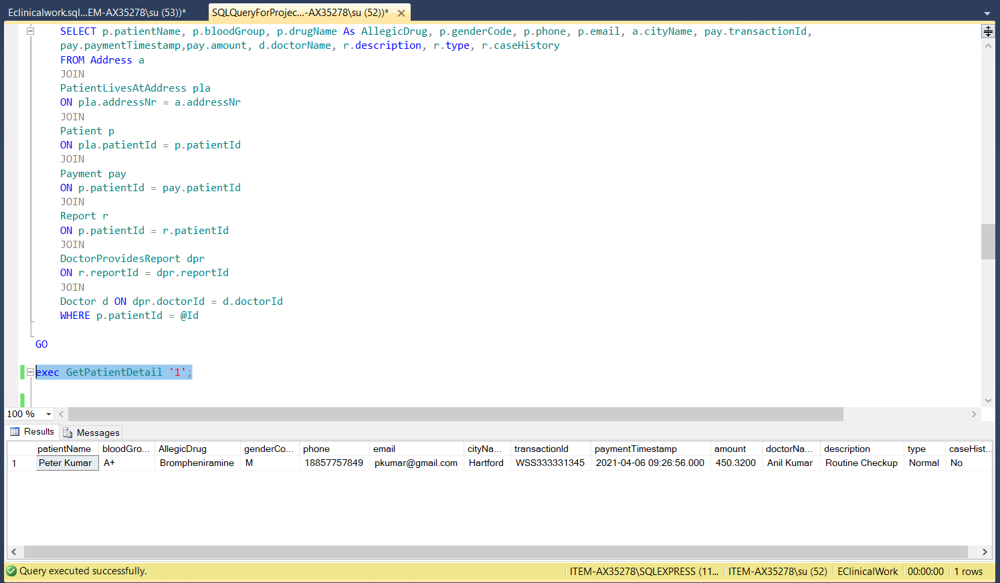 Eclinicalwork.sql...EM-AX35278\su (53))* SQLQueryForProjec...-AX35278\su (52))*
SELECT p.patientName, p.bloodGroup, p.drugName As AllegicDrug, p.genderCode, p.phone, p.email, a.cityName, pay.transactionId,
pay.paymentTimestamp,pay.amount, d.doctorName, r.description, r.type, r.caseHistory
FROM Address a
JOIN
PatientLivesAtAddress pla
ON pla.addressNr = a.addressNr
JOIN
Patient p
ON pla.patientId = p.patientId
JOIN
Payment pay
ON p.patientId = pay.patientId
JOIN
Report r
ON p.patientId = r.patientId
JOIN
DoctorProvidesReport dpr
ON r.reportId = dpr.reportId
JOIN
Doctor d ON dpr.doctorId = d.doctorId
WHERE p.patientId = @Id
GO
exec GetPatientDetail '1';
100 %
Results Messages
patientName bloodGro... AllegicDrug genderCo... phone email cityNa... transactionId paymentTimestamp amount doctorNa... description type caseHist...
1 Peter Kumar A+ Brompheniramine M 18857757849 pkumar@gmail.com Hartford WSS333331345 2021-04-06 09:26:56.000 450.3200 Anil Kumar Routine Checkup Normal No
Query executed successfully. ITEM-AX35278\SQLEXPRESS (11... ITEM-AX35278\su (52) EClinicalWork 00:00:00 1 rows